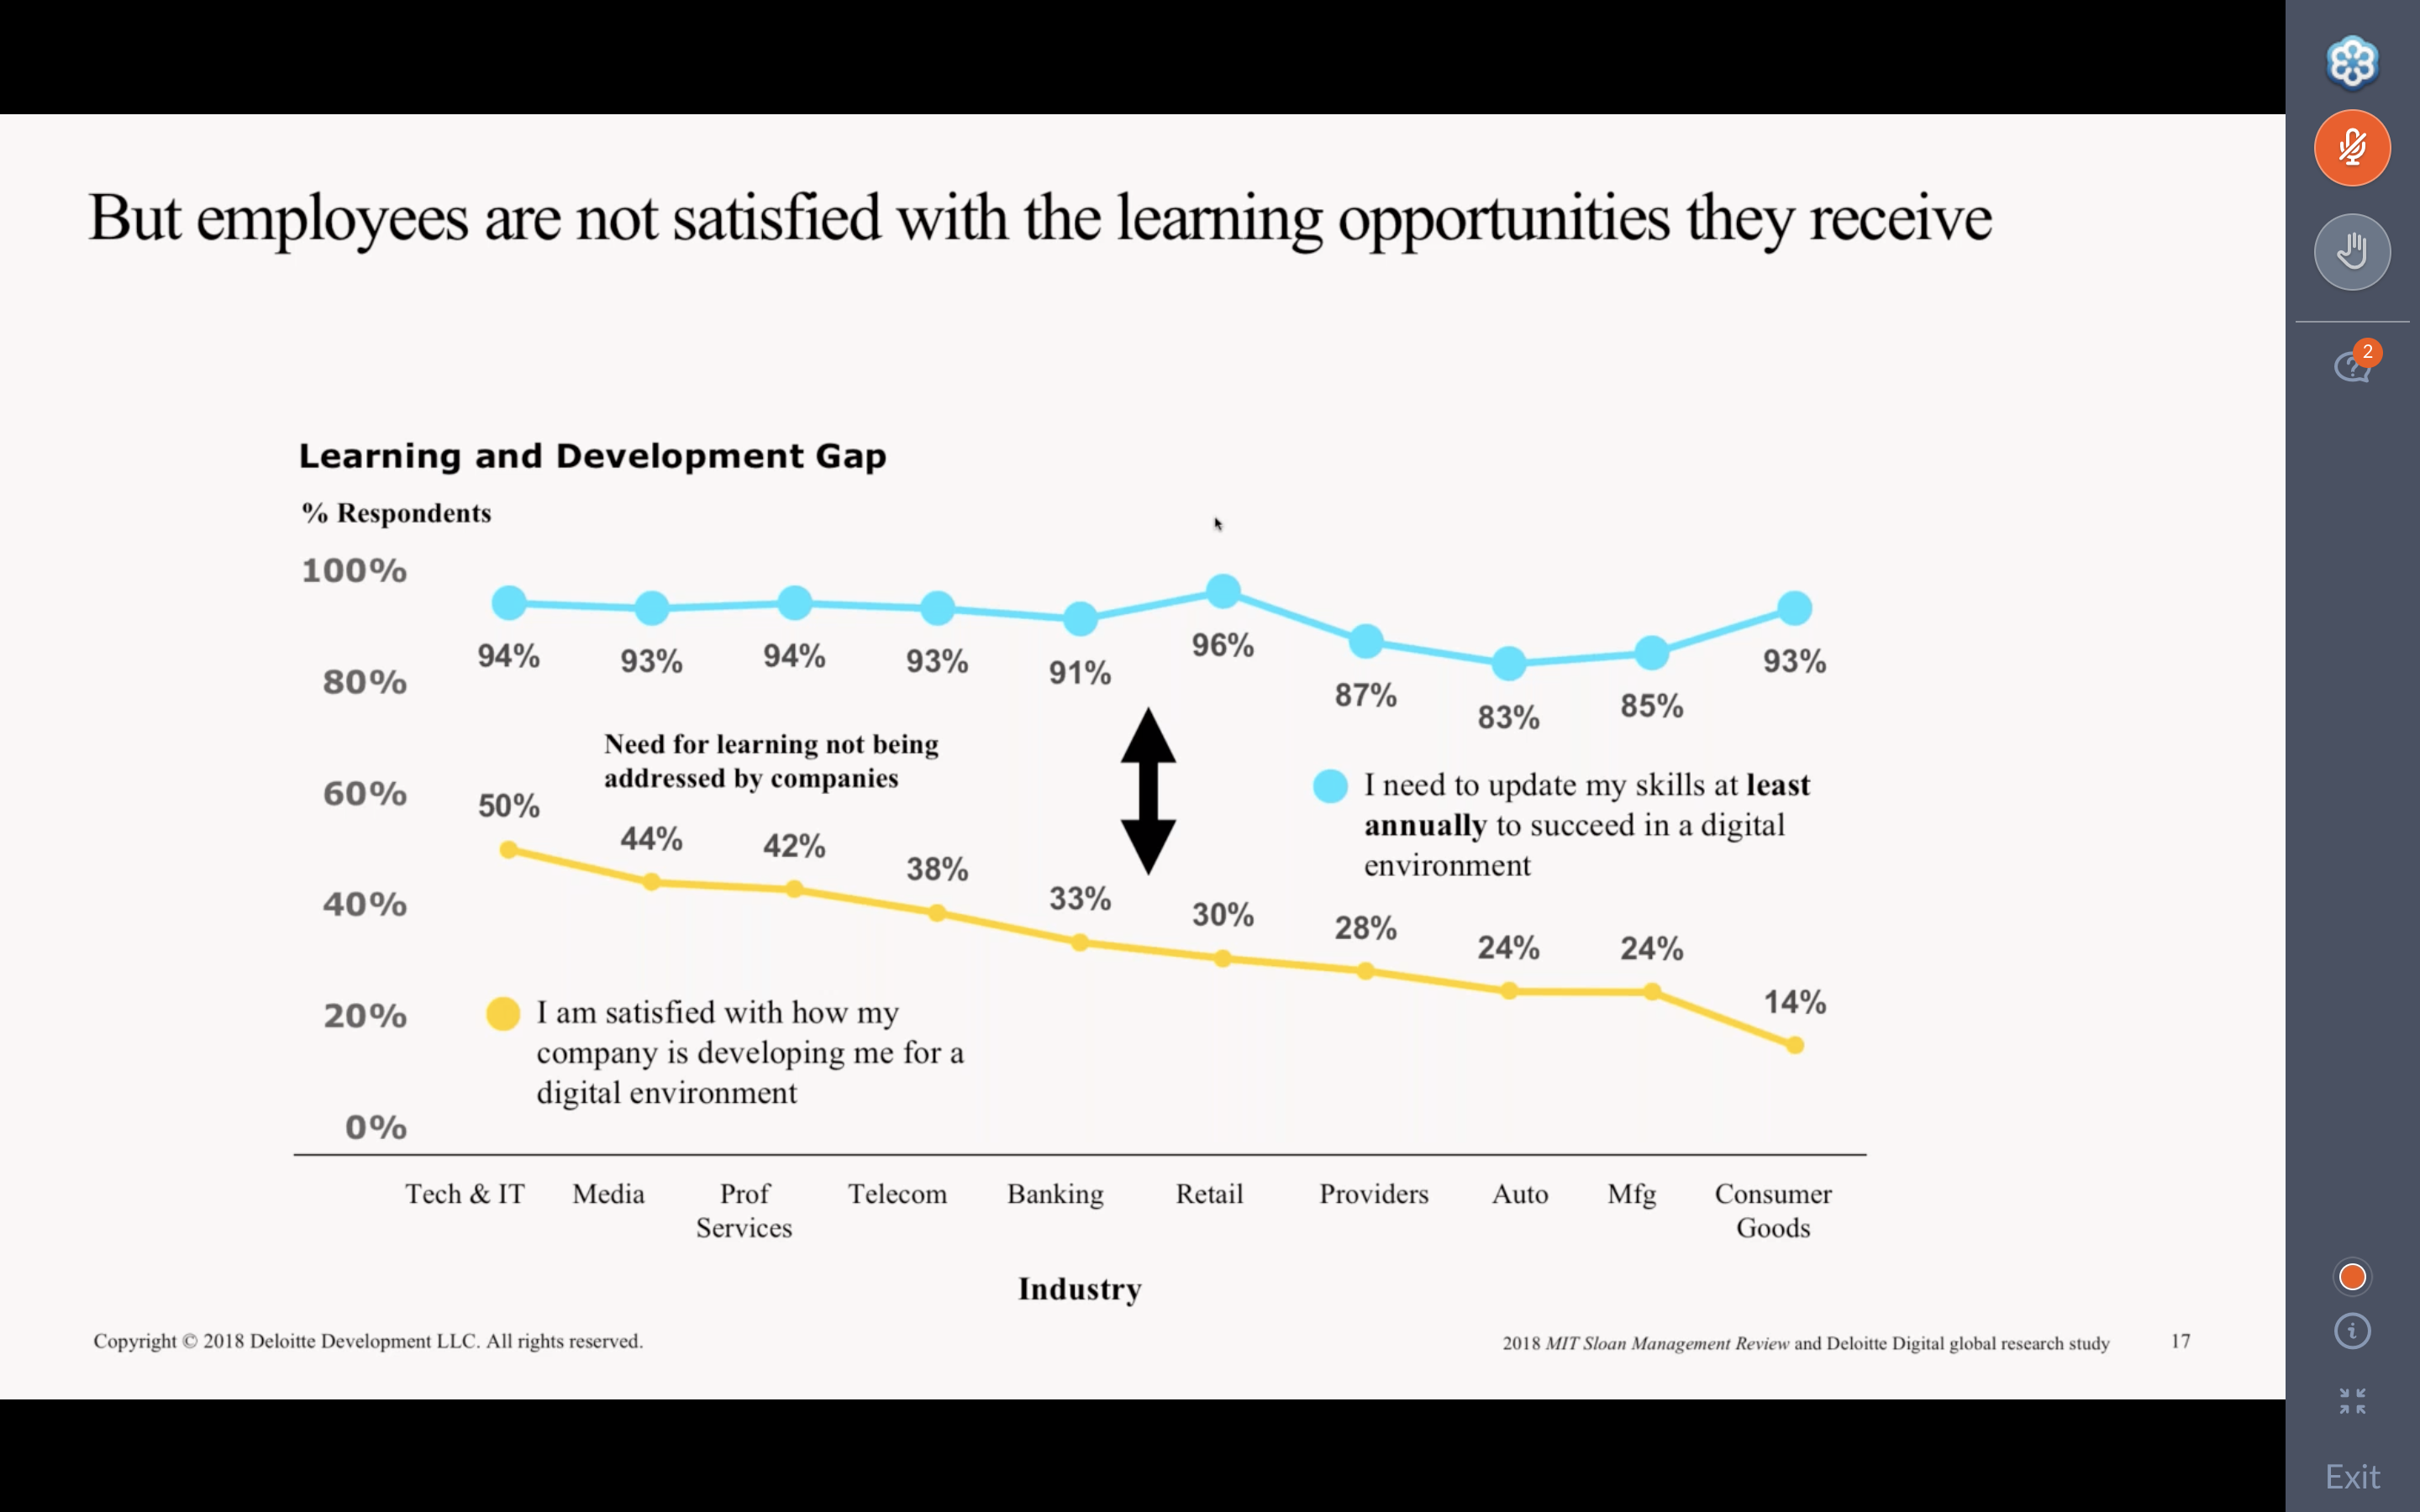 But employees are not satisfied with the learning opportunities they receive
Learning and Development Gap
% Respondents
100%
94%
93%
94%
93%
91%
96%
87%
83%
85%
93%
80%
Need for learning not being
addressed by companies
I need to update my skills at least
annually to succeed in a digital
environment
60%
50%
44%
42%
38%
33%
30%
28%
24%
24%
14%
40%
20%
I am satisfied with how my
company is developing me for a
digital environment
0%
Tech & IT
Media
Prof
Services
Telecom
Banking
Retail
Providers
Auto
Mfg
Consumer
Goods
Industry
Copyright © 2018 Deloitte Development LLC. All rights reserved.
2018 MIT Sloan Management Review and Deloitte Digital global research study
17
2
Exit